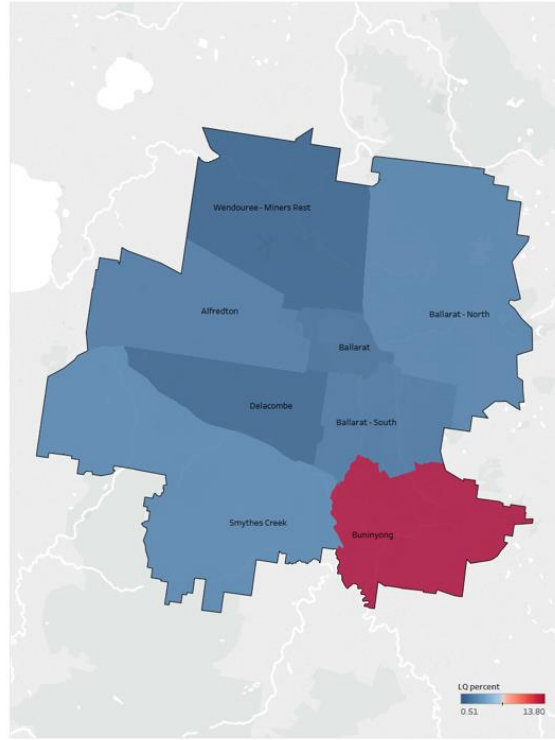 Wendouree - Miners Rest
Alfredton
Ballarat - North
Ballarat
Delacombe
Ballarat - South
Smythes Creek
Buninyong
LQ percent
0.51 13.80